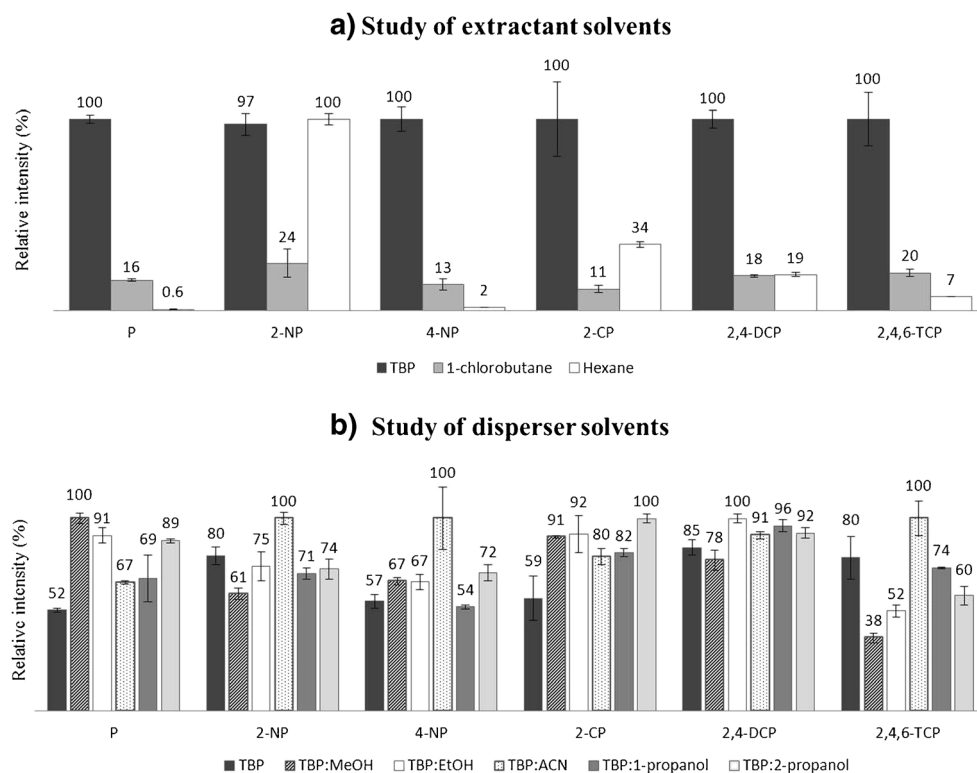 a) Study of extractant solvents
Relative intensity (%)
100 16 0.6 97 24 100 100 13 2 100 11 34 100 18 19 100 20 7
P 2-NP 4-NP 2-CP 2,4-DCP 2,4,6-TCP
TBP 1-chlorobutane Hexane
b) Study of disperser solvents
Relative intensity (%)
52 100 91 67 69 89 80 61 75 100 71 74 57 67 67 100 54 72 59 91 92 80 82 100 85 78 100 91 96 92 80 38 52 100 74 60
P 2-NP 4-NP 2-CP 2,4-DCP 2,4,6-TCP
TBP TBP:MeOH TBP:EtOH TBP:ACN TBP:1-propanol TBP:2-propanol